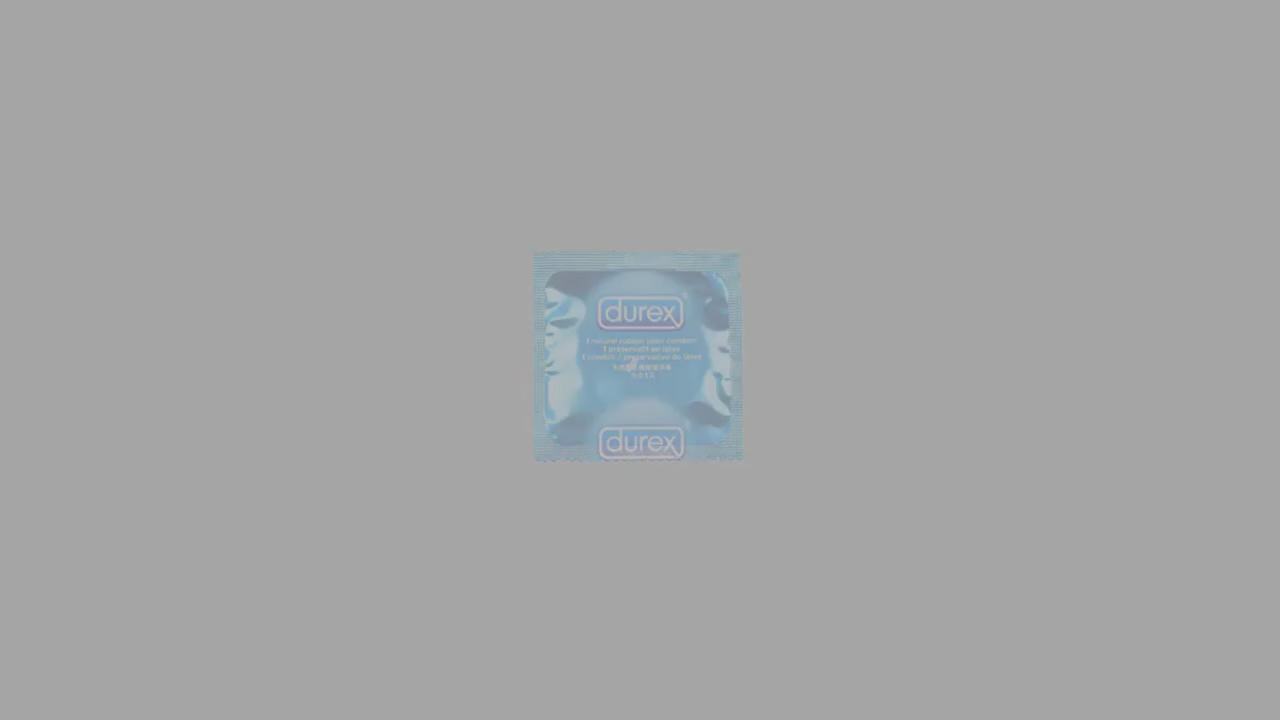 durex
1 natural rubber latex condom
1 préservatif en latex
1 condón / preservativo de látex
durex